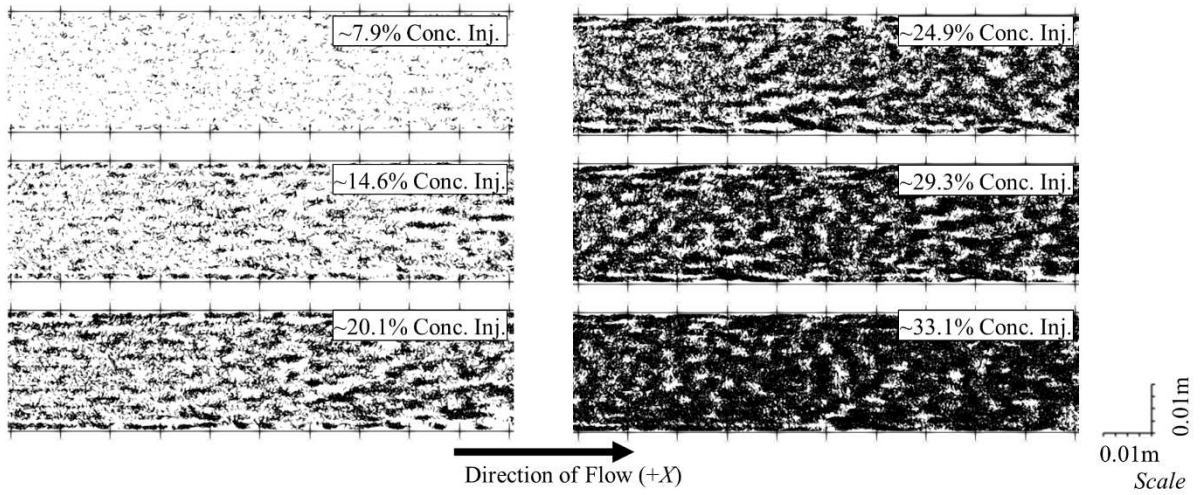 ~7.9% Conc. Inj.
~14.6% Conc. Inj.
~20.1% Conc. Inj.
~24.9% Conc. Inj.
~29.3% Conc. Inj.
~33.1% Conc. Inj.
Direction of Flow (+X)
0.01m
0.01m
Scale